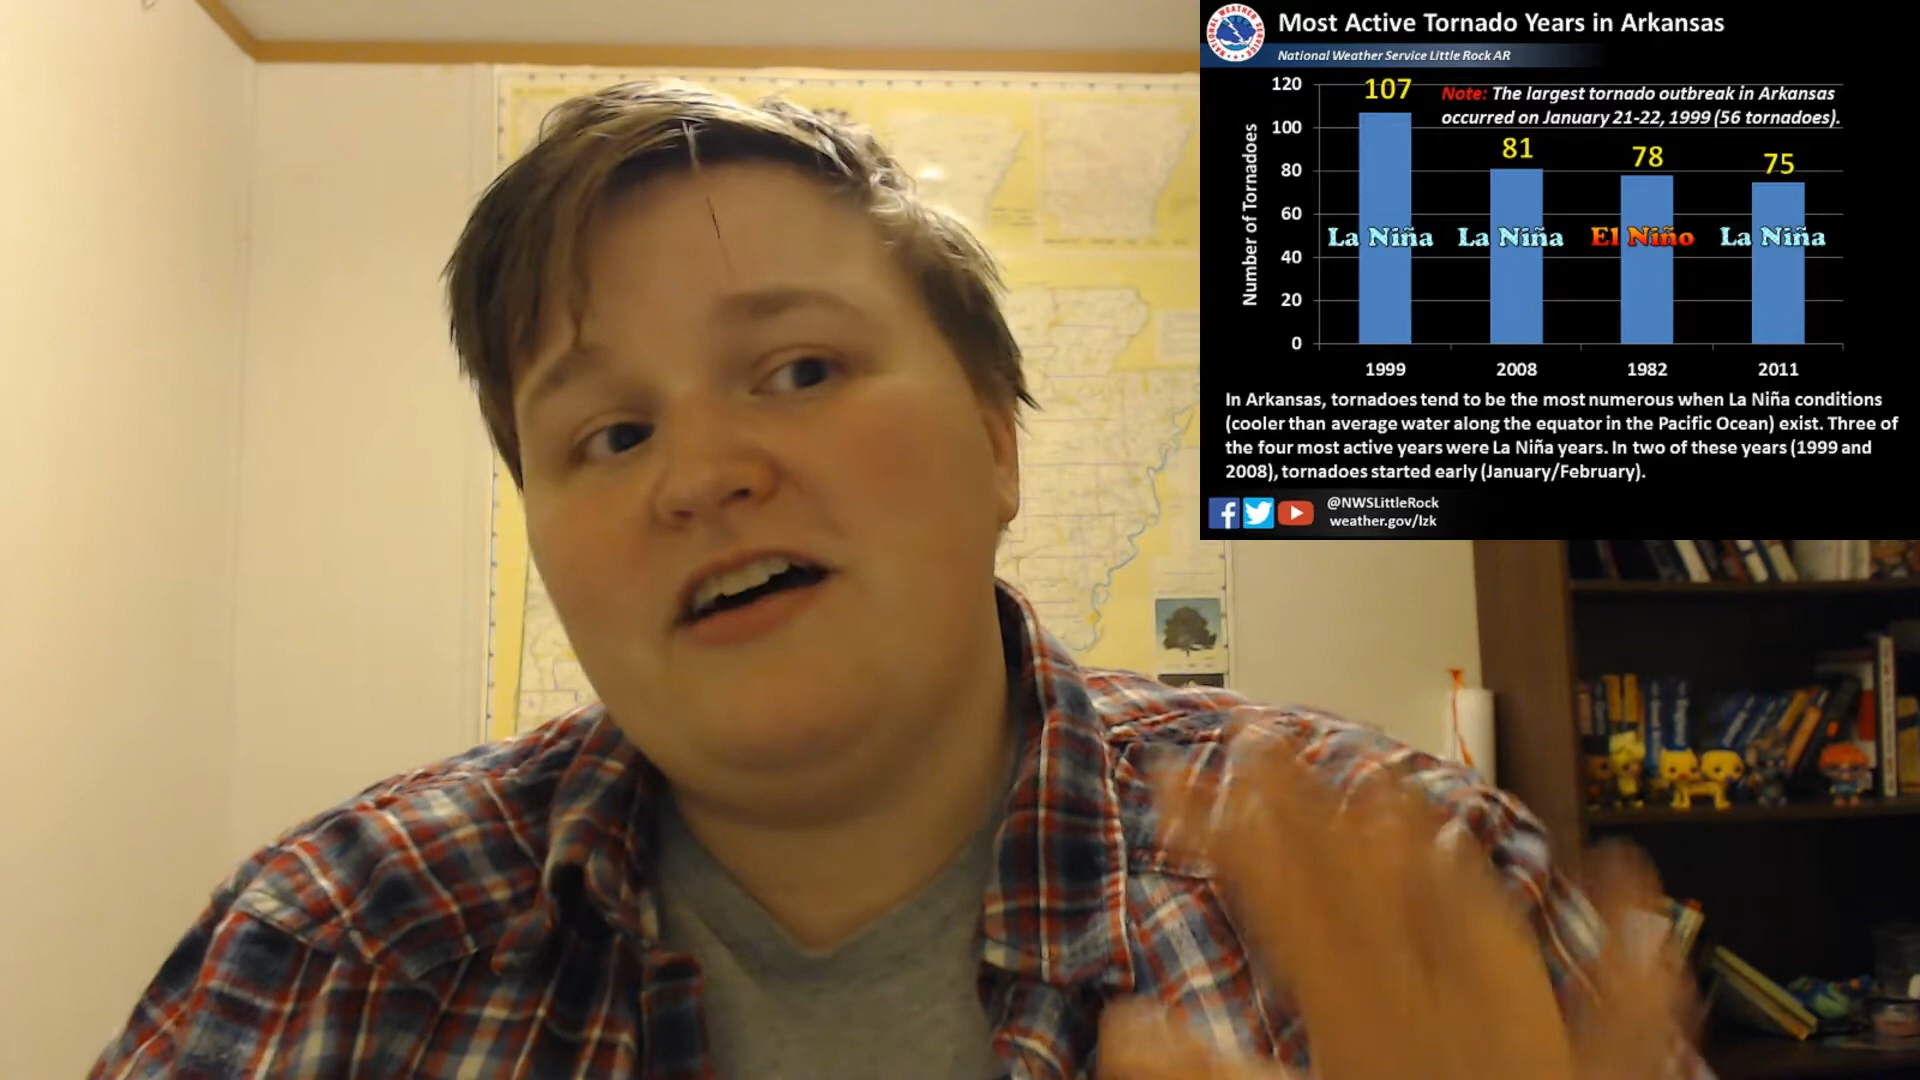 Most Active Tornado Years in Arkansas
NATIONAL WEATHER SERVICE
National Weather Service Little Rock AR
Number of Tornadoes
120
100
80
60
40
20
0
107
81
78
75
Note: The largest tornado outbreak in Arkansas
occurred on January 21-22, 1999 (56 tornadoes).
La Niña
La Niña
El Niño
La Niña
1999
2008
1982
2011
In Arkansas, tornadoes tend to be the most numerous when La Niña conditions
(cooler than average water along the equator in the Pacific Ocean) exist. Three of
the four most active years were La Niña years. In two of these years (1999 and
2008), tornadoes started early (January/February).
@NWSLittleRock
weather.gov/lzk